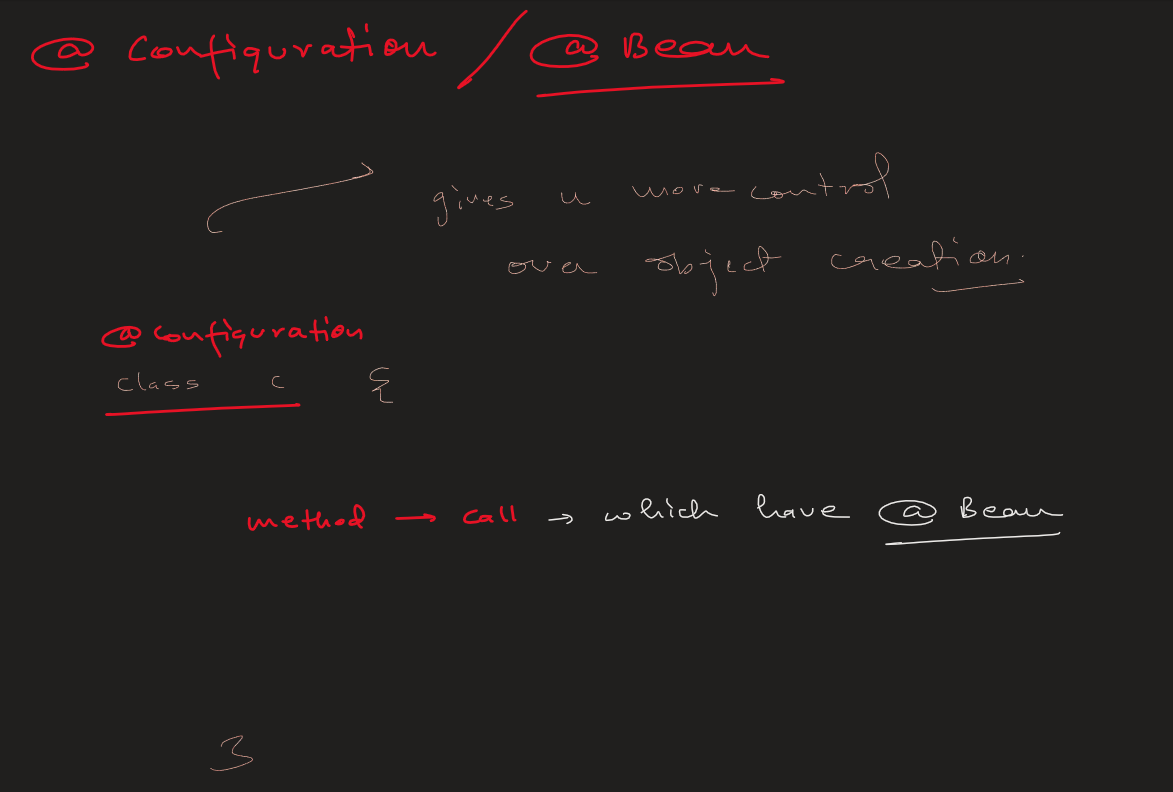 @ Configuration / @ Bean
gives u more control
over object creation.
@ configuration
class c {
method → call → which have @ Bean
}